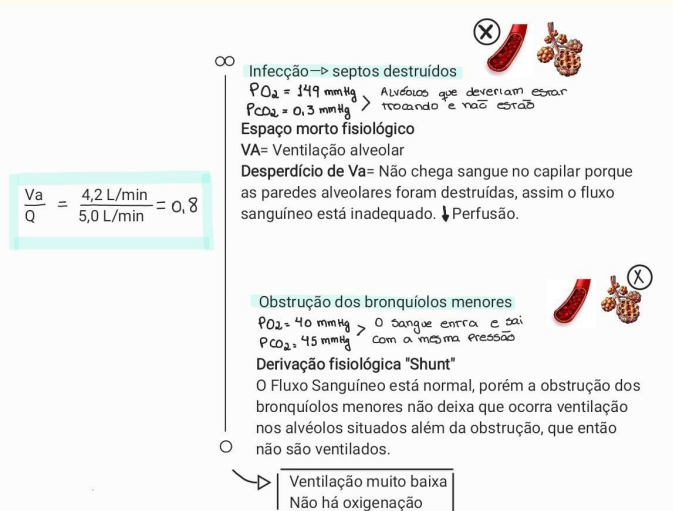 ∞
Infecção → septos destruídos
PO2 = 149 mmHg
PCO2 = 0,3 mmHg > Alvéolos que deveriam estar trocando e não estão
Espaço morto fisiológico
VA= Ventilação alveolar
Desperdício de Va= Não chega sangue no capilar porque
as paredes alveolares foram destruídas, assim o fluxo
sanguíneo está inadequado. ↓Perfusão.
Va/Q = 4,2 L/min / 5,0 L/min = 0,8
Obstrução dos bronquíolos menores
PO2= 40 mmHg
PCO2= 45 mmHg > O sangue entra e sai com a mesma pressão
Derivação fisiológica "Shunt"
O Fluxo Sanguíneo está normal, porém a obstrução dos
bronquíolos menores não deixa que ocorra ventilação
nos alvéolos situados além da obstrução, que então
não são ventilados.
O
Ventilação muito baixa
Não há oxigenação